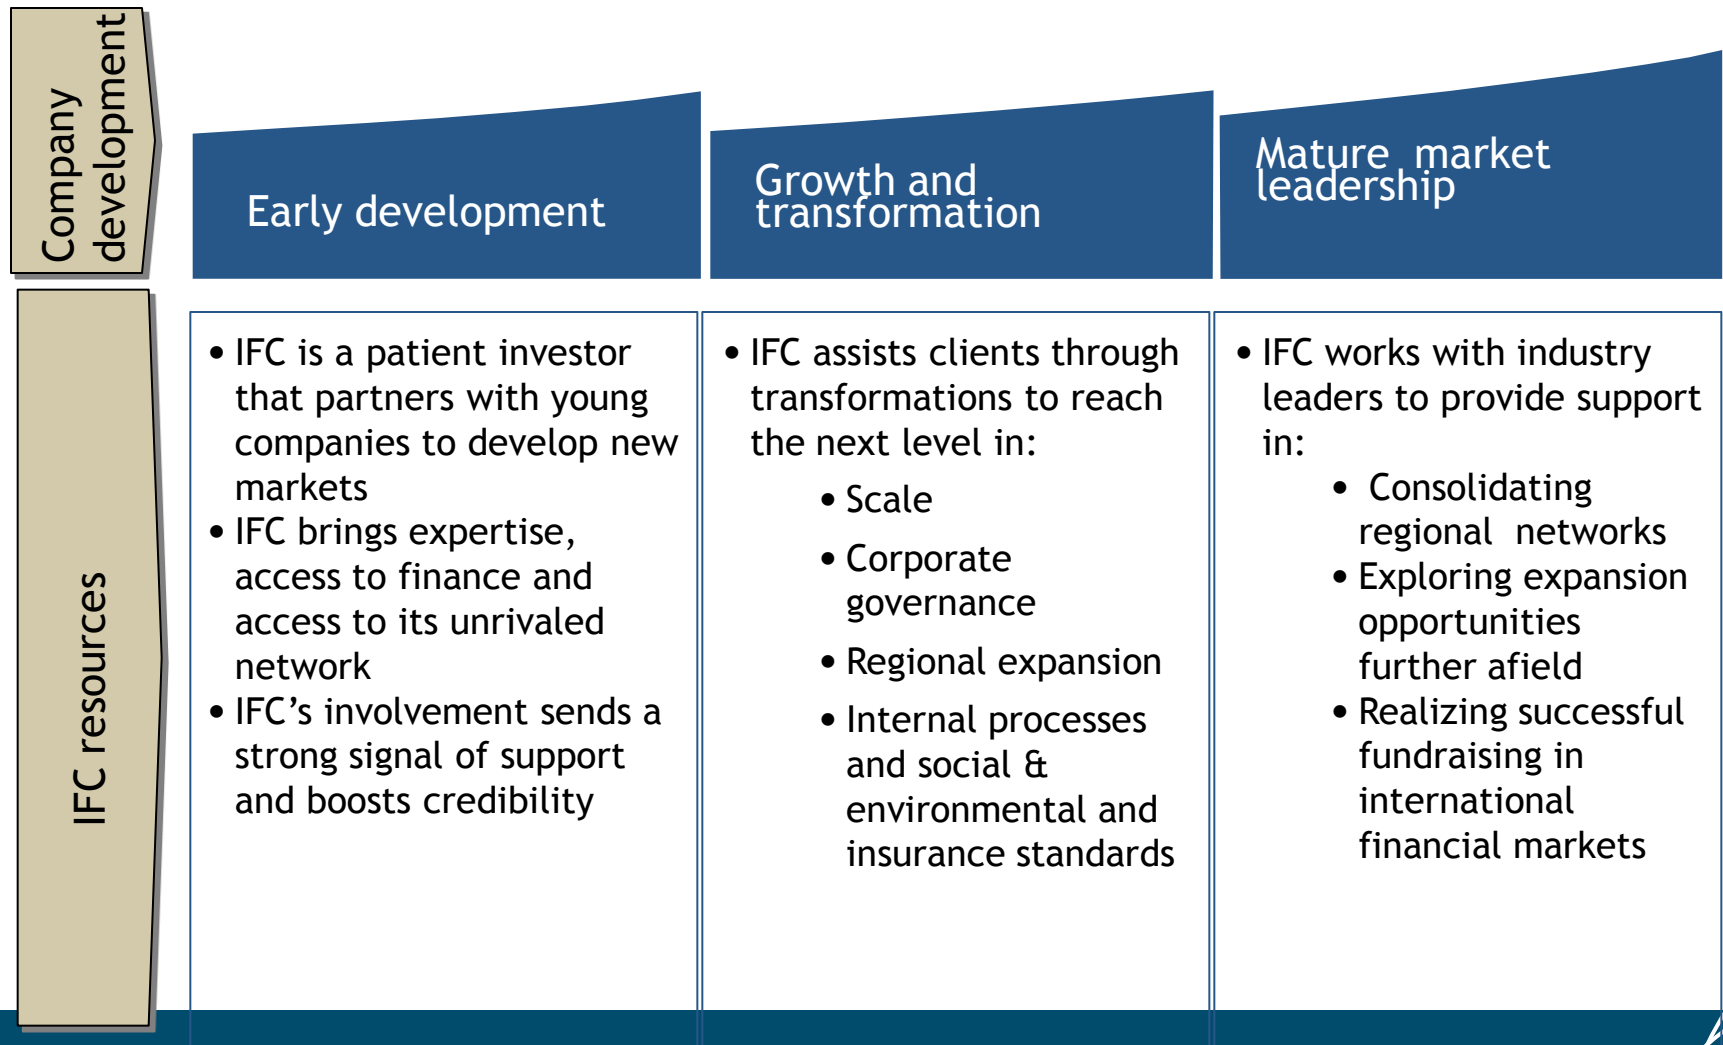 Company
development
Early development
Growth and
transformation
Mature market
leadership
IFC resources
• IFC is a patient investor
that partners with young
companies to develop new
markets
• IFC brings expertise,
access to finance and
access to its unrivaled
network
• IFC’s involvement sends a
strong signal of support
and boosts credibility
• IFC assists clients through
transformations to reach
the next level in:
• Scale
• Corporate
governance
• Regional expansion
• Internal processes
and social &
environmental and
insurance standards
• IFC works with industry
leaders to provide support
in:
• Consolidating
regional networks
• Exploring expansion
opportunities
further afield
• Realizing successful
fundraising in
international
financial markets